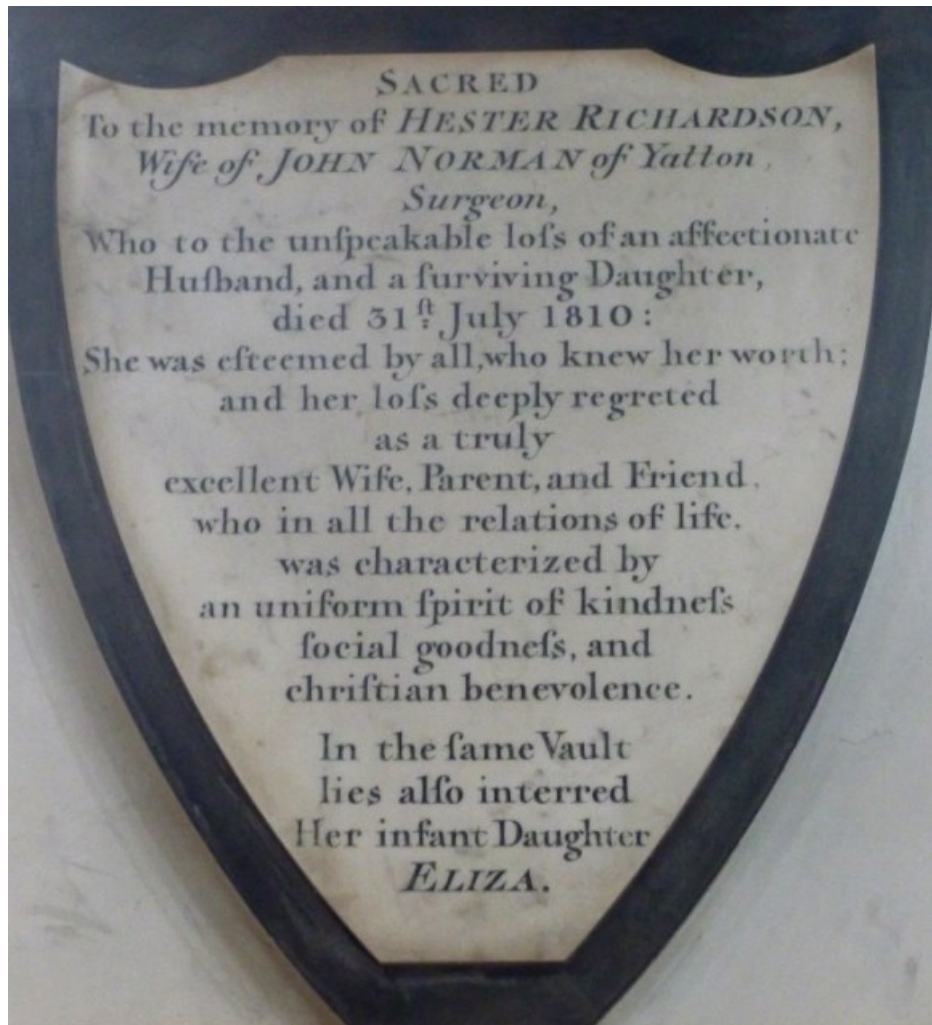 SACRED
To the memory of HESTER RICHARDSON,
Wife of JOHN NORMAN of Yatton,
Surgeon,
Who to the unſpeakable loſs of an affectionate
Huſband, and a ſurviving Daughter,
died 31ſt July 1810:
She was eſteemed by all, who knew her worth;
and her loſs deeply regreted
as a truly
excellent Wife, Parent, and Friend,
who in all the relations of life,
was characterized by
an uniform ſpirit of kindneſs
ſocial goodneſs, and
chriſtian benevolence.
In the ſame Vault
lies alſo interred
Her infant Daughter
ELIZA.